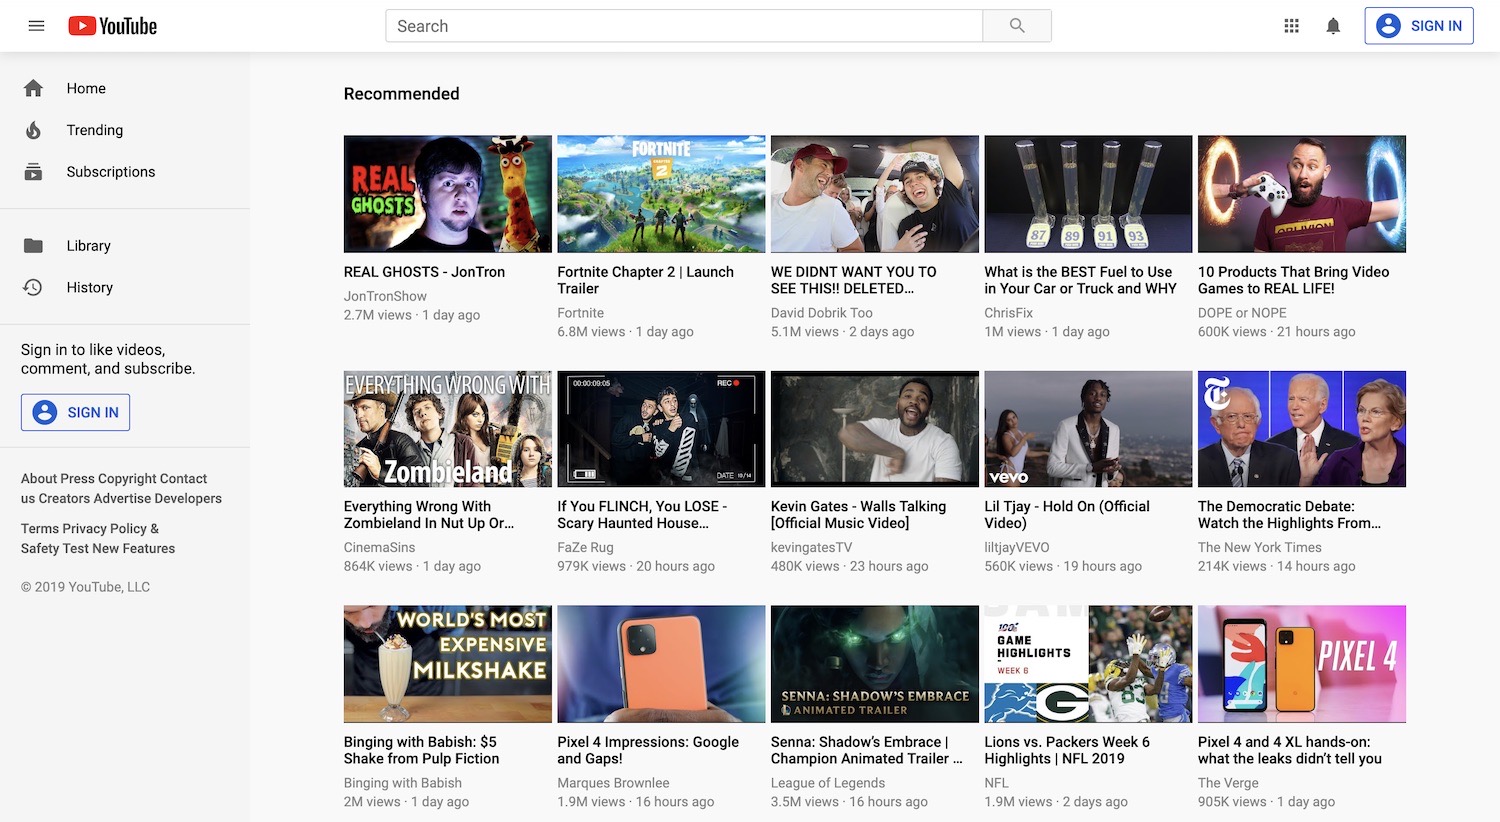 YouTube
Search
SIGN IN
Home
Trending
Subscriptions
Library
History
Sign in to like videos,
comment, and subscribe.
SIGN IN
About Press Copyright Contact
us Creators Advertise Developers
Terms Privacy Policy &
Safety Test New Features
© 2019 YouTube, LLC
Recommended
REAL
GHOSTS
REAL GHOSTS - JonTron
JonTronShow
2.7M views · 1 day ago
FORTNITE
CHAPTER
2
Fortnite Chapter 2 | Launch
Trailer
Fortnite
6.8M views · 1 day ago
WE DIDNT WANT YOU TO
SEE THIS!! DELETED...
David Dobrik Too
5.1M views · 2 days ago
87 89 91 93
What is the BEST Fuel to Use
in Your Car or Truck and WHY
ChrisFix
1M views · 1 day ago
OBLIVION
10 Products That Bring Video
Games to REAL LIFE!
DOPE or NOPE
600K views · 21 hours ago
EVERYTHING WRONG WITH
Zombieland
Everything Wrong With
Zombieland In Nut Up Or...
CinemaSins
864K views · 1 day ago
00:00:09:05
REC
DATE 10/14
If You FLINCH, You LOSE -
Scary Haunted House...
FaZe Rug
979K views · 20 hours ago
Kevin Gates - Walls Talking
[Official Music Video]
kevingatesTV
480K views · 23 hours ago
vevo
Lil Tjay - Hold On (Official
Video)
liltjayVEVO
560K views · 19 hours ago
T
The Democratic Debate:
Watch the Highlights From...
The New York Times
214K views · 14 hours ago
WORLD'S MOST
EXPENSIVE
MILKSHAKE
Binging with Babish: $5
Shake from Pulp Fiction
Binging with Babish
2M views · 1 day ago
Pixel 4 Impressions: Google
and Gaps!
Marques Brownlee
1.9M views · 16 hours ago
SENNA: SHADOW'S EMBRACE
ANIMATED TRAILER
Senna: Shadow's Embrace |
Champion Animated Trailer ...
League of Legends
3.5M views · 16 hours ago
100
GAME
HIGHLIGHTS
WEEK 6
G
Lions vs. Packers Week 6
Highlights | NFL 2019
NFL
1.9M views · 2 days ago
PIXEL 4
Pixel 4 and 4 XL hands-on:
what the leaks didn't tell you
The Verge
905K views · 1 day ago